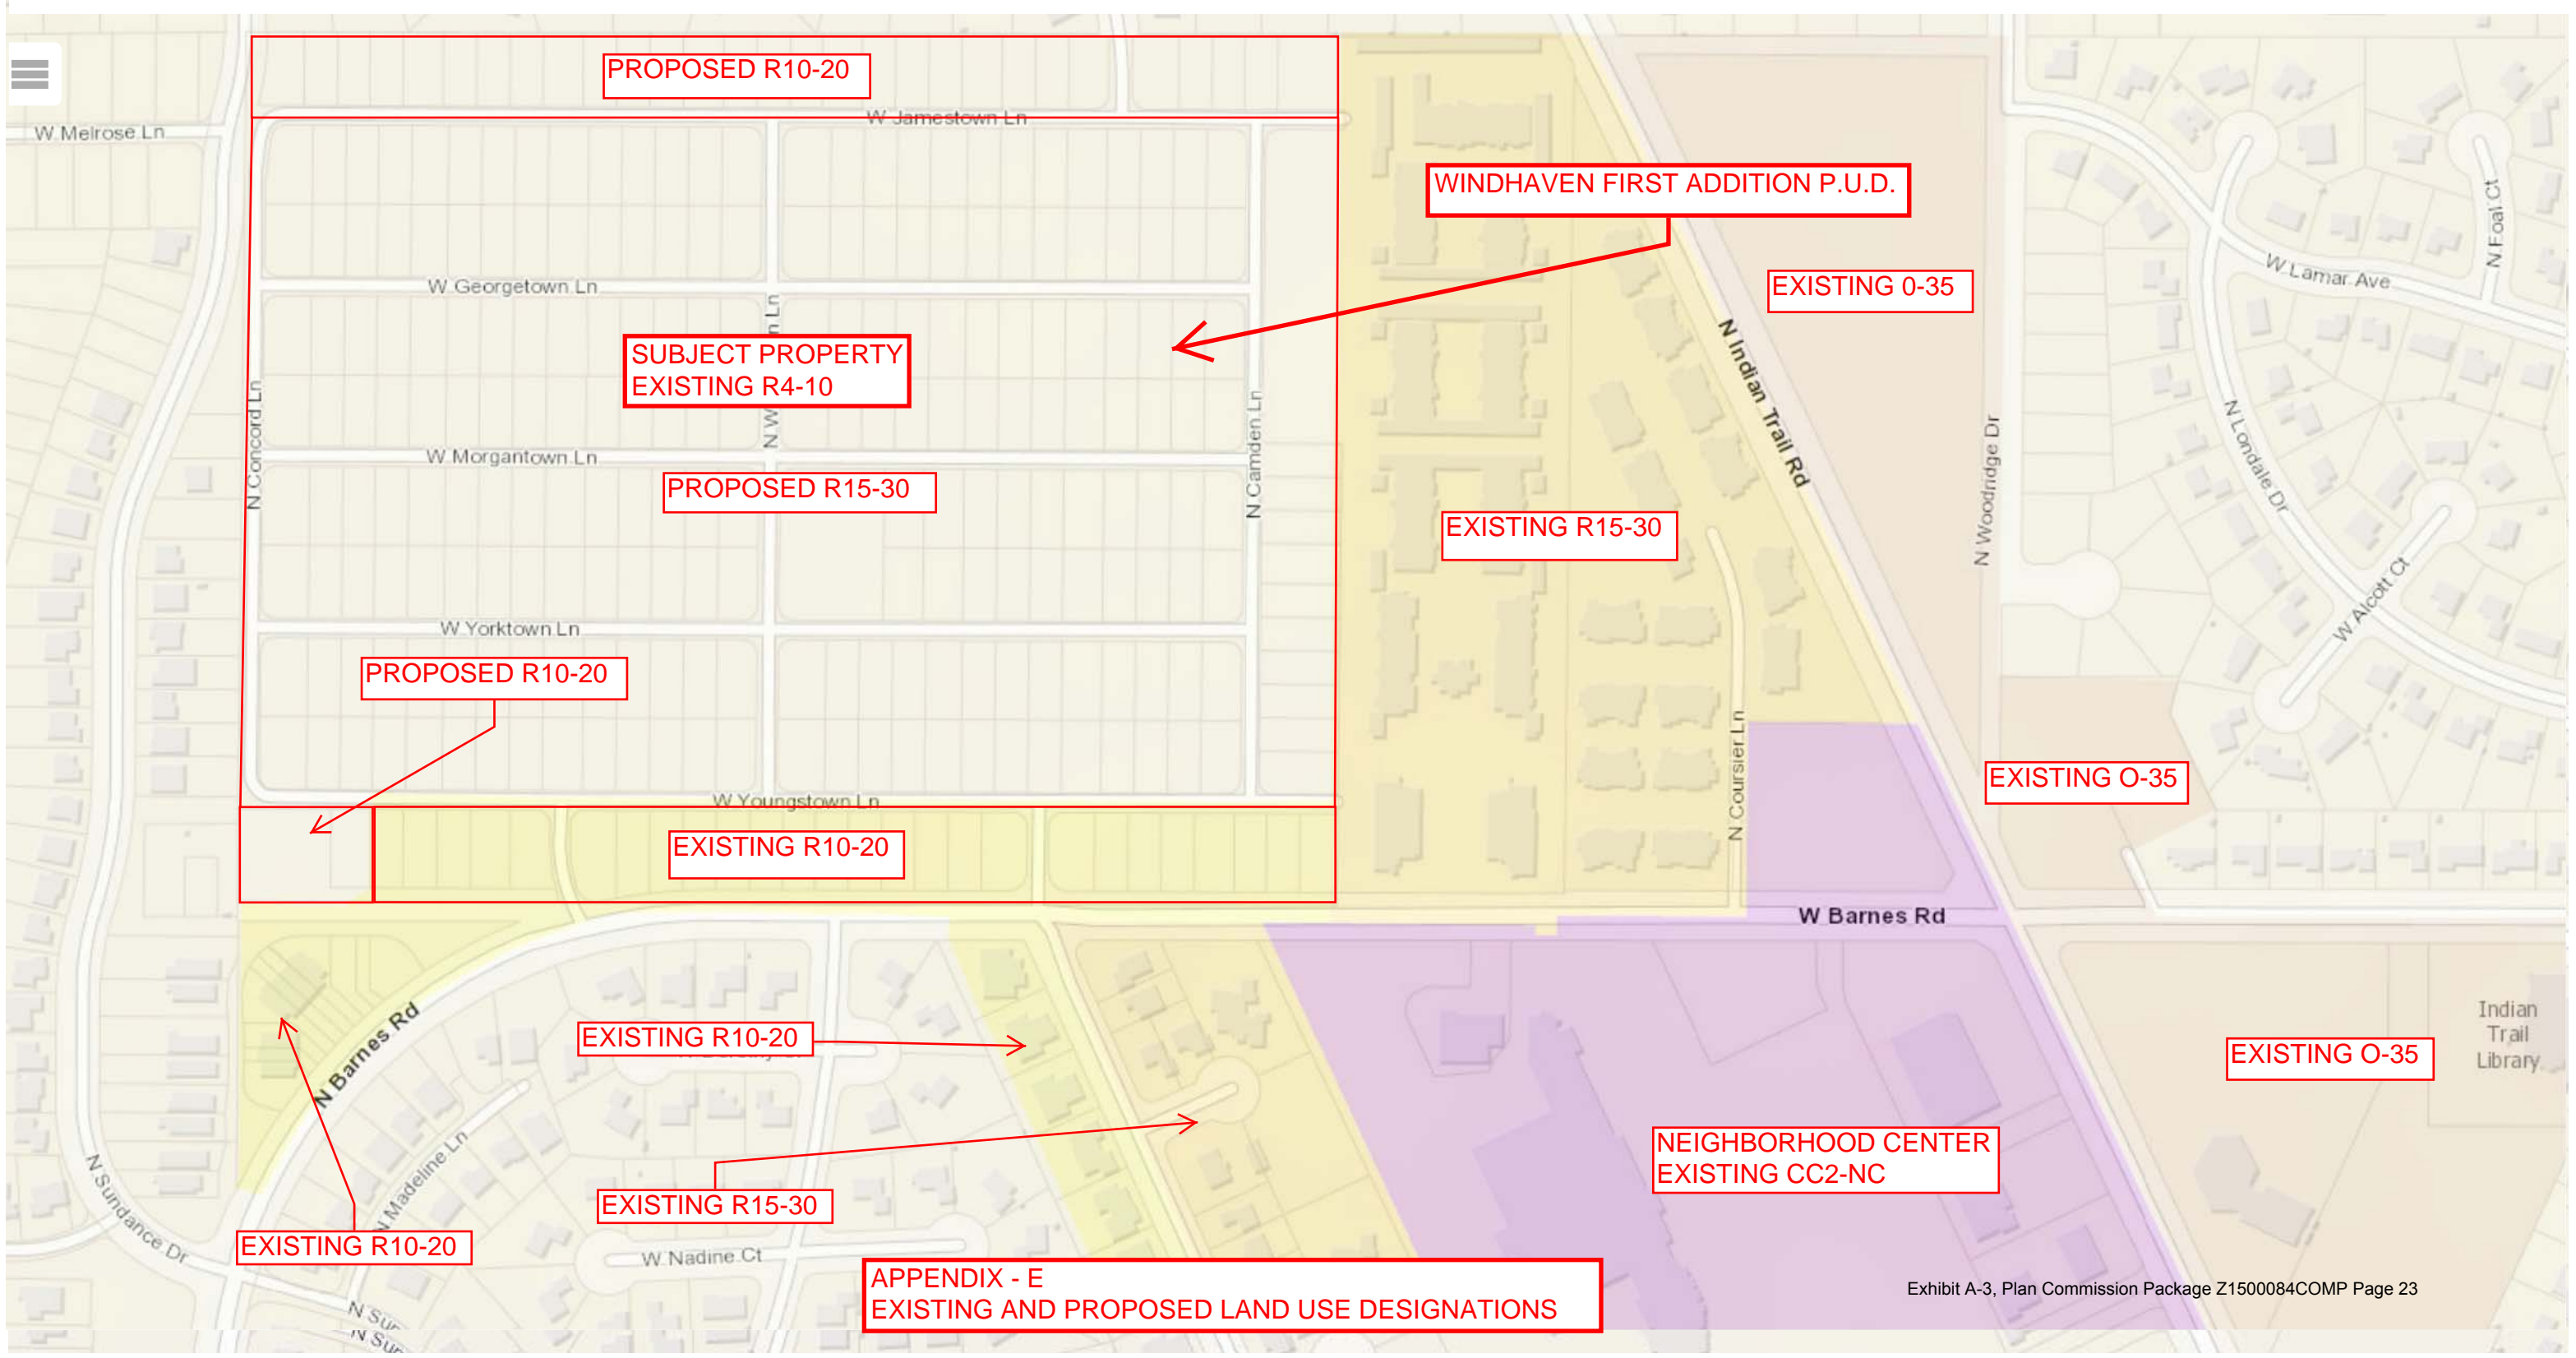 PROPOSED R10-20
W Jamestown Ln
W Melrose Ln
WINDHAVEN FIRST ADDITION P.U.D.
N Foal Ct
W Lamar Ave
EXISTING 0-35
W Georgetown Ln
SUBJECT PROPERTY
EXISTING R4-10
N Indian Trail Rd
N Concord Ln
N Camden Ln
N Woodridge Dr
N Londale Dr
W Morgantown Ln
PROPOSED R15-30
EXISTING R15-30
W Alcott Ct
W Yorktown Ln
PROPOSED R10-20
N Coursier Ln
EXISTING O-35
W Youngstown Ln
EXISTING R10-20
W Barnes Rd
N Barnes Rd
EXISTING R10-20
Indian
Trail
Library
EXISTING O-35
NEIGHBORHOOD CENTER
EXISTING CC2-NC
N Madeline Ln
N Sundance Dr
EXISTING R15-30
EXISTING R10-20
W Nadine Ct
APPENDIX - E
EXISTING AND PROPOSED LAND USE DESIGNATIONS
Exhibit A-3, Plan Commission Package Z1500084COMP Page 23